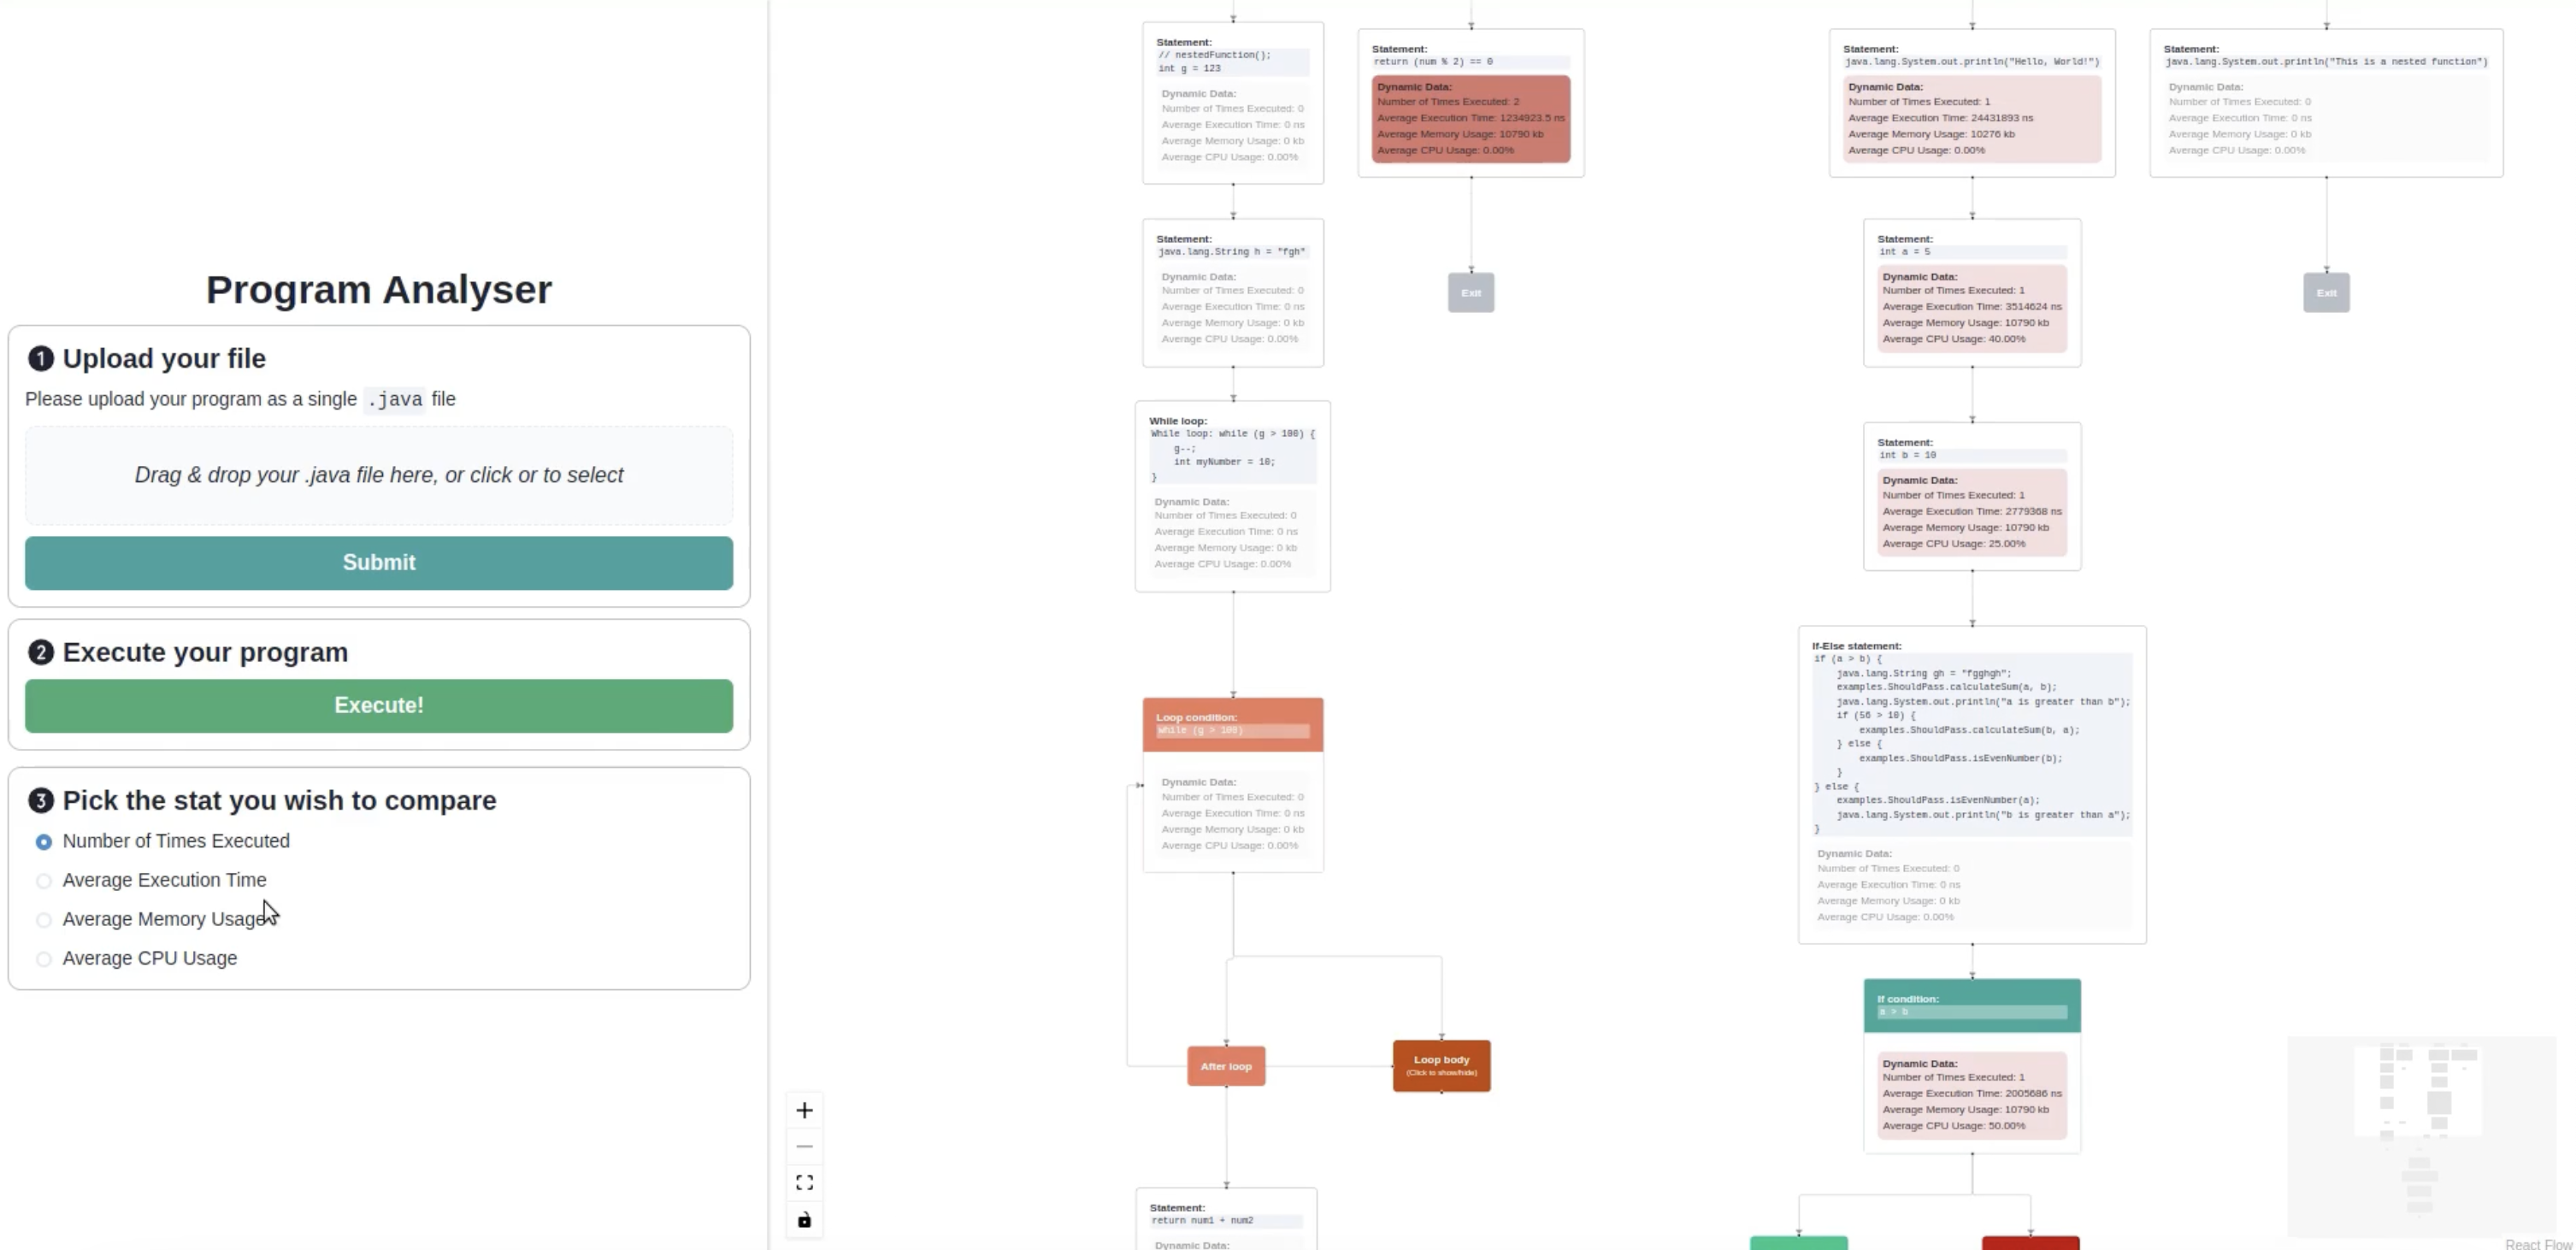 Program Analyser
1 Upload your file
Please upload your program as a single .java file
Drag & drop your .java file here, or click or to select
Submit
2 Execute your program
Execute!
3 Pick the stat you wish to compare
Number of Times Executed
Average Execution Time
Average Memory Usage
Average CPU Usage
Statement:
// nestedFunction();
int g = 123
Dynamic Data:
Number of Times Executed: 0
Average Execution Time: 0 ns
Average Memory Usage: 0 kb
Average CPU Usage: 0.00%
Statement:
java.lang.String h = "fgh"
Dynamic Data:
Number of Times Executed: 0
Average Execution Time: 0 ns
Average Memory Usage: 0 kb
Average CPU Usage: 0.00%
While loop:
While loop: while (g > 100) {
g--;
int myNumber = 10;
}
Dynamic Data:
Number of Times Executed: 0
Average Execution Time: 0 ns
Average Memory Usage: 0 kb
Average CPU Usage: 0.00%
Loop condition:
while (g > 100)
Dynamic Data:
Number of Times Executed: 0
Average Execution Time: 0 ns
Average Memory Usage: 0 kb
Average CPU Usage: 0.00%
After loop
Loop body
(Click to show/hide)
Statement:
return num1 + num2
Dynamic Data:
Statement:
return (num % 2) == 0
Dynamic Data:
Number of Times Executed: 2
Average Execution Time: 1234923.5 ns
Average Memory Usage: 10790 kb
Average CPU Usage: 0.00%
Exit
Statement:
java.lang.System.out.println("Hello, World!")
Dynamic Data:
Number of Times Executed: 1
Average Execution Time: 24431893 ns
Average Memory Usage: 10276 kb
Average CPU Usage: 0.00%
Statement:
int a = 5
Dynamic Data:
Number of Times Executed: 1
Average Execution Time: 3514624 ns
Average Memory Usage: 10790 kb
Average CPU Usage: 40.00%
Statement:
int b = 10
Dynamic Data:
Number of Times Executed: 1
Average Execution Time: 2779368 ns
Average Memory Usage: 10790 kb
Average CPU Usage: 25.00%
If-Else statement:
if (a > b) {
java.lang.String gh = "fgghgh";
examples.ShouldPass.calculateSum(a, b);
java.lang.System.out.println("a is greater than b");
if (56 > 10) {
examples.ShouldPass.calculateSum(b, a);
} else {
examples.ShouldPass.isEvenNumber(b);
}
} else {
examples.ShouldPass.isEvenNumber(a);
java.lang.System.out.println("b is greater than a");
}
Dynamic Data:
Number of Times Executed: 0
Average Execution Time: 0 ns
Average Memory Usage: 0 kb
Average CPU Usage: 0.00%
If condition:
a > b
Dynamic Data:
Number of Times Executed: 1
Average Execution Time: 2005686 ns
Average Memory Usage: 10790 kb
Average CPU Usage: 50.00%
Statement:
java.lang.System.out.println("This is a nested function")
Dynamic Data:
Number of Times Executed: 0
Average Execution Time: 0 ns
Average Memory Usage: 0 kb
Average CPU Usage: 0.00%
Exit
React Flow